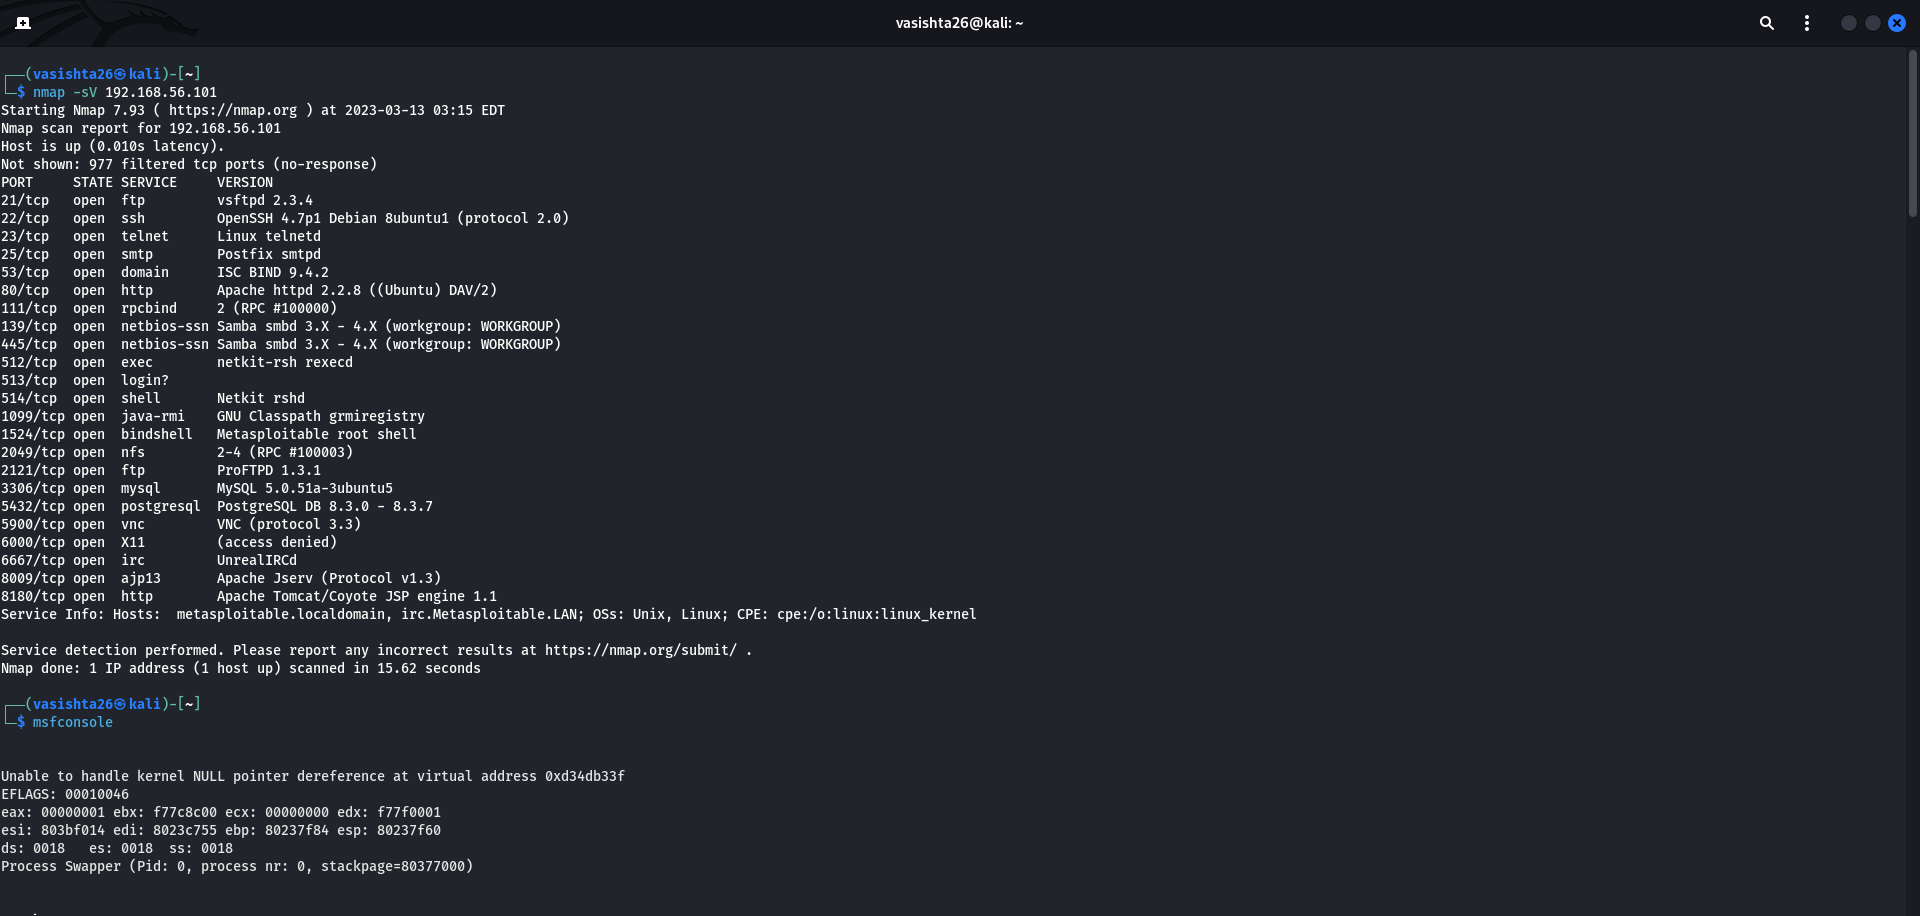 vasishta26@kali: ~
┌──(vasishta26㉿kali)-[~]
└─$ nmap -sV 192.168.56.101
Starting Nmap 7.93 ( https://nmap.org ) at 2023-03-13 03:15 EDT
Nmap scan report for 192.168.56.101
Host is up (0.010s latency).
Not shown: 977 filtered tcp ports (no-response)
PORT     STATE SERVICE     VERSION
21/tcp   open  ftp         vsftpd 2.3.4
22/tcp   open  ssh         OpenSSH 4.7p1 Debian 8ubuntu1 (protocol 2.0)
23/tcp   open  telnet      Linux telnetd
25/tcp   open  smtp        Postfix smtpd
53/tcp   open  domain      ISC BIND 9.4.2
80/tcp   open  http        Apache httpd 2.2.8 ((Ubuntu) DAV/2)
111/tcp  open  rpcbind     2 (RPC #100000)
139/tcp  open  netbios-ssn Samba smbd 3.X - 4.X (workgroup: WORKGROUP)
445/tcp  open  netbios-ssn Samba smbd 3.X - 4.X (workgroup: WORKGROUP)
512/tcp  open  exec        netkit-rsh rexecd
513/tcp  open  login?
514/tcp  open  shell       Netkit rshd
1099/tcp open  java-rmi    GNU Classpath grmiregistry
1524/tcp open  bindshell   Metasploitable root shell
2049/tcp open  nfs         2-4 (RPC #100003)
2121/tcp open  ftp         ProFTPD 1.3.1
3306/tcp open  mysql       MySQL 5.0.51a-3ubuntu5
5432/tcp open  postgresql  PostgreSQL DB 8.3.0 - 8.3.7
5900/tcp open  vnc         VNC (protocol 3.3)
6000/tcp open  X11         (access denied)
6667/tcp open  irc         UnrealIRCd
8009/tcp open  ajp13       Apache Jserv (Protocol v1.3)
8180/tcp open  http        Apache Tomcat/Coyote JSP engine 1.1
Service Info: Hosts:  metasploitable.localdomain, irc.Metasploitable.LAN; OSs: Unix, Linux; CPE: cpe:/o:linux:linux_kernel
Service detection performed. Please report any incorrect results at https://nmap.org/submit/ .
Nmap done: 1 IP address (1 host up) scanned in 15.62 seconds
┌──(vasishta26㉿kali)-[~]
└─$ msfconsole
Unable to handle kernel NULL pointer dereference at virtual address 0xd34db33f
EFLAGS: 00010046
eax: 00000001 ebx: f77c8c00 ecx: 00000000 edx: f77f0001
esi: 803bf014 edi: 8023c755 ebp: 80237f84 esp: 80237f60
ds: 0018   es: 0018  ss: 0018
Process Swapper (Pid: 0, process nr: 0, stackpage=80377000)